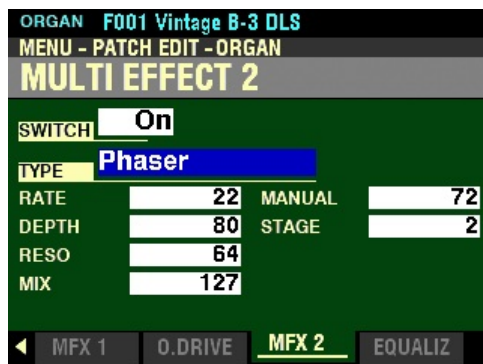 ORGAN F001 Vintage B-3 DLS
MENU - PATCH EDIT - ORGAN
MULTI EFFECT 2
SWITCH On
TYPE Phaser
RATE 22 MANUAL 72
DEPTH 80 STAGE 2
RESO 64
MIX 127
MFX 1 O.DRIVE MFX 2 EQUALIZ